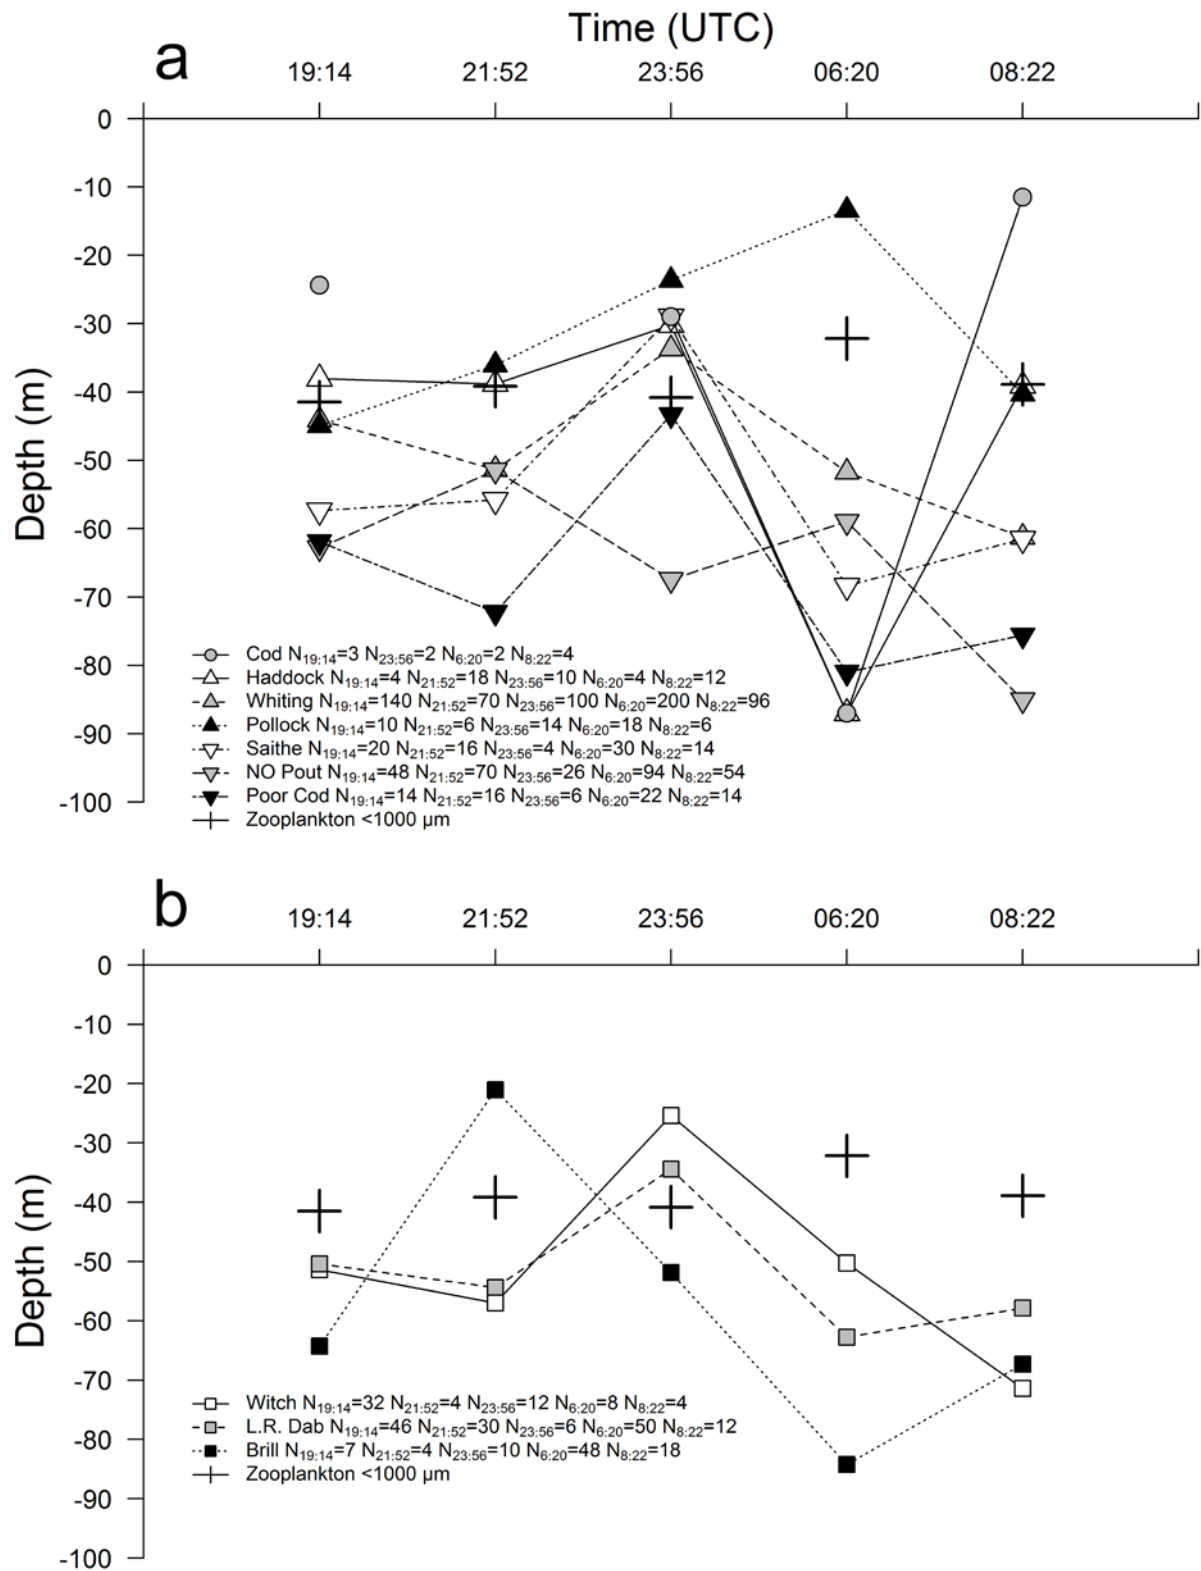 Time (UTC)
a
19:14 21:52 23:56 06:20 08:22
0
-10
-20
-30
-40
-50
-60
-70
-80
-90
-100
Depth (m)
Cod N19:14=3 N23:56=2 N6:20=2 N8:22=4
Haddock N19:14=4 N21:52=18 N23:56=10 N6:20=4 N8:22=12
Whiting N19:14=140 N21:52=70 N23:56=100 N6:20=200 N8:22=96
Pollock N19:14=10 N21:52=6 N23:56=14 N6:20=18 N8:22=6
Saithe N19:14=20 N21:52=16 N23:56=4 N6:20=30 N8:22=14
NO Pout N19:14=48 N21:52=70 N23:56=26 N6:20=94 N8:22=54
Poor Cod N19:14=14 N21:52=16 N23:56=6 N6:20=22 N8:22=14
Zooplankton <1000 µm
b
19:14 21:52 23:56 06:20 08:22
0
-10
-20
-30
-40
-50
-60
-70
-80
-90
-100
Depth (m)
Witch N19:14=32 N21:52=4 N23:56=12 N6:20=8 N8:22=4
L.R. Dab N19:14=46 N21:52=30 N23:56=6 N6:20=50 N8:22=12
Brill N19:14=7 N21:52=4 N23:56=10 N6:20=48 N8:22=18
Zooplankton <1000 µm